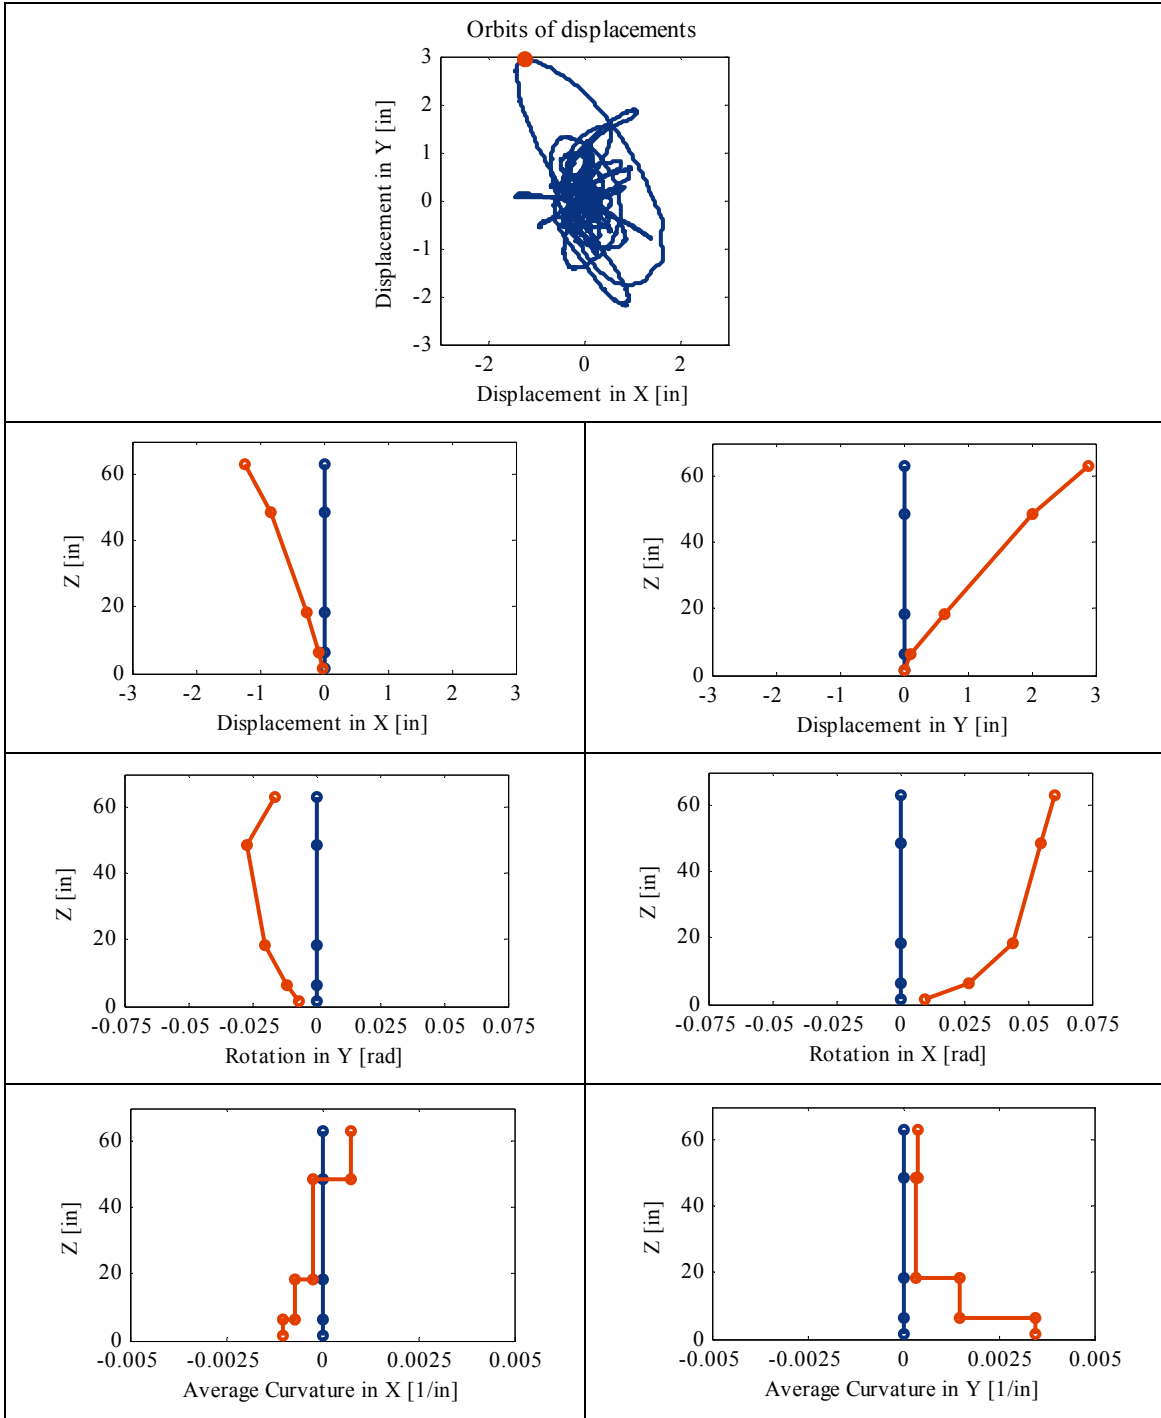 Orbits of displacements
3
2
1
0
-1
-2
-3
Displacement in Y [in]
-2 0 2
Displacement in X [in]
60
40
20
0
Z [in]
-3 -2 -1 0 1 2 3
Displacement in X [in]
60
40
20
0
Z [in]
-3 -2 -1 0 1 2 3
Displacement in Y [in]
60
40
20
0
Z [in]
-0.075 -0.05 -0.025 0 0.025 0.05 0.075
Rotation in Y [rad]
60
40
20
0
Z [in]
-0.075 -0.05 -0.025 0 0.025 0.05 0.075
Rotation in X [rad]
60
40
20
0
Z [in]
-0.005 -0.0025 0 0.0025 0.005
Average Curvature in X [1/in]
60
40
20
0
Z [in]
-0.005 -0.0025 0 0.0025 0.005
Average Curvature in Y [1/in]